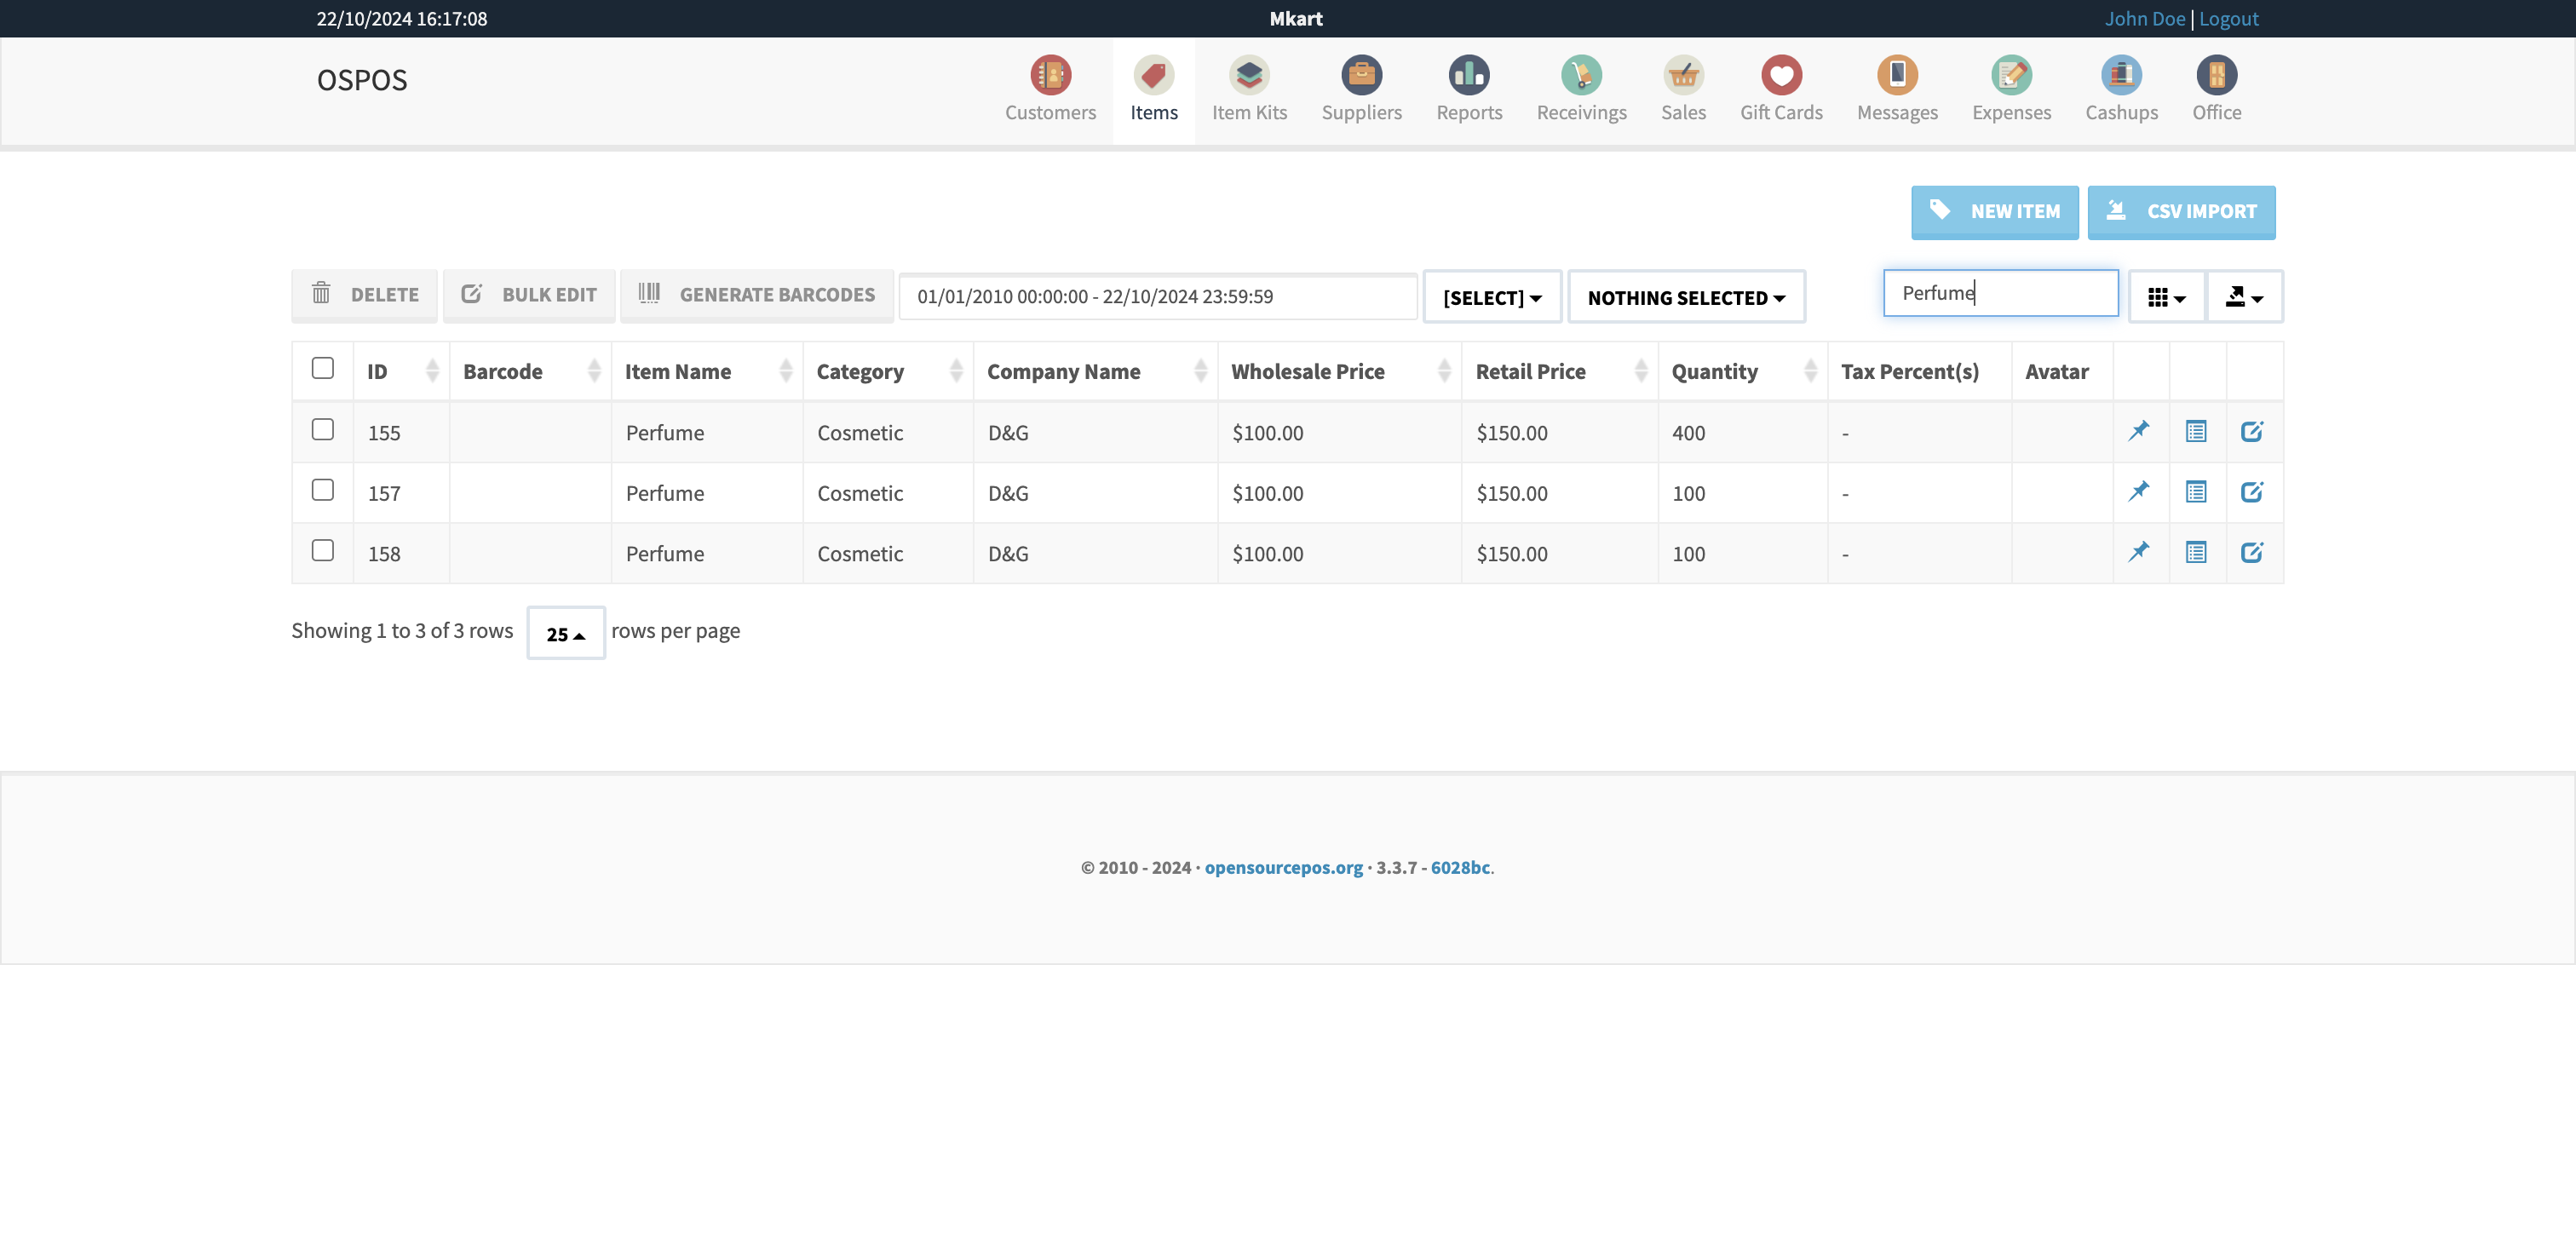 22/10/2024 16:17:08 Mkart John Doe | Logout
OSPOS
Customers Items Item Kits Suppliers Reports Receivings Sales Gift Cards Messages Expenses Cashups Office
NEW ITEM CSV IMPORT
DELETE BULK EDIT GENERATE BARCODES 01/01/2010 00:00:00 - 22/10/2024 23:59:59 [SELECT] NOTHING SELECTED Perfume
ID Barcode Item Name Category Company Name Wholesale Price Retail Price Quantity Tax Percent(s) Avatar
155 Perfume Cosmetic D&G $100.00 $150.00 400 -
157 Perfume Cosmetic D&G $100.00 $150.00 100 -
158 Perfume Cosmetic D&G $100.00 $150.00 100 -
Showing 1 to 3 of 3 rows 25 rows per page
© 2010 - 2024 · opensourcepos.org · 3.3.7 - 6028bc.